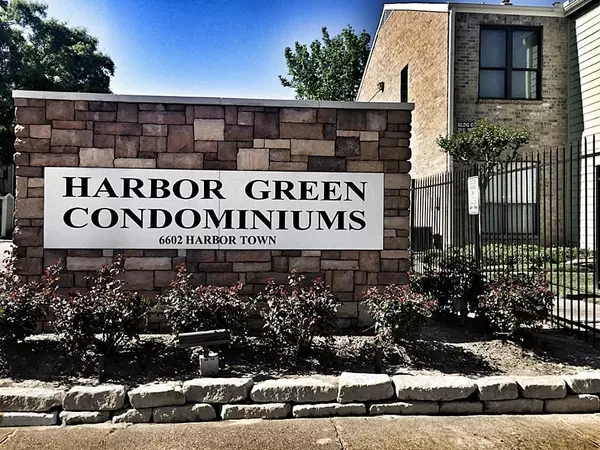 HARBOR GREEN
CONDOMINIUMS
6602 HARBOR TOWN